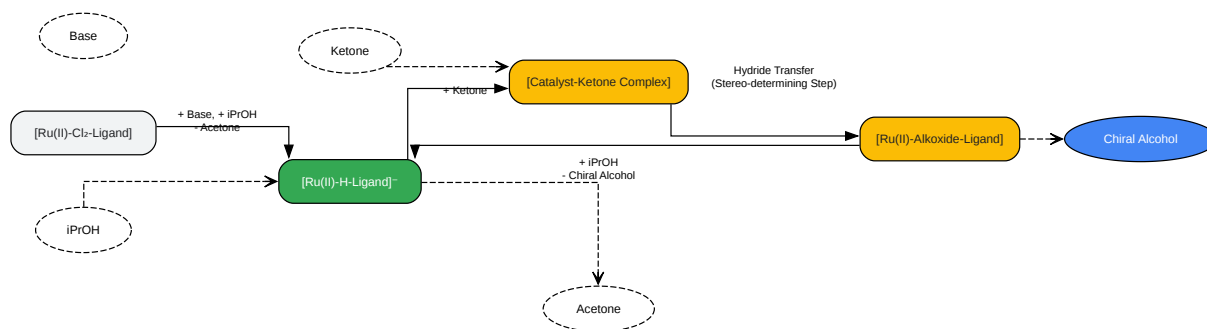 Base
Ketone
[Catalyst-Ketone Complex]
Hydride Transfer
(Stereo-determining Step)
+ Ketone
+ Base, + iPrOH
- Acetone
[Ru(II)-Cl₂-Ligand]
[Ru(II)-Alkoxide-Ligand]
Chiral Alcohol
+ iPrOH
- Chiral Alcohol
[Ru(II)-H-Ligand]⁻
iPrOH
Acetone